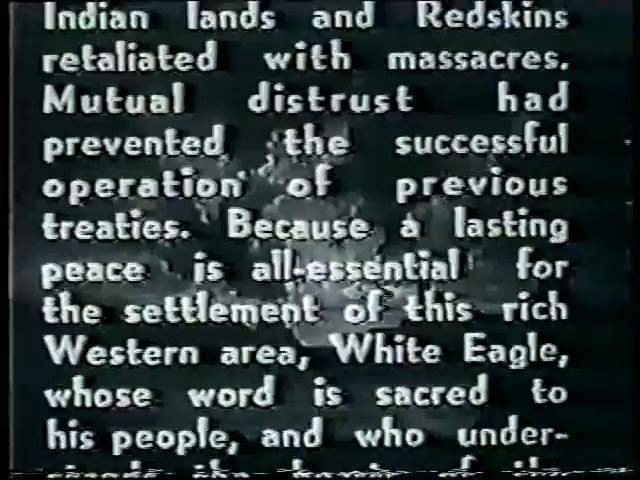 Indian lands and Redskins
retaliated with massacres.
Mutual distrust had
prevented the successful
operation of previous
treaties. Because a lasting
peace is all-essential for
the settlement of this rich
Western area, White Eagle,
whose word is sacred to
his people, and who under-